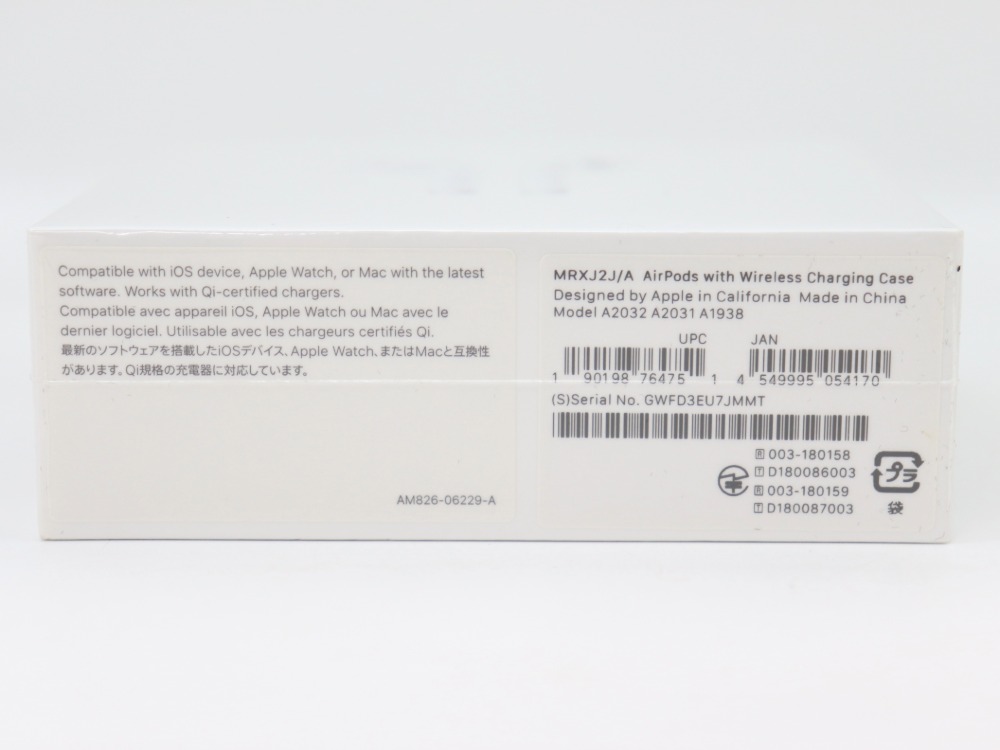 Compatible with iOS device, Apple Watch, or Mac with the latest
software. Works with Qi-certified chargers.
Compatible avec appareil iOS, Apple Watch ou Mac avec le
dernier logiciel. Utilisable avec les chargeurs certifiés Qi.
最新のソフトウェアを搭載したiOSデバイス、Apple Watch、またはMacと互換性
があります。Qi規格の充電器に対応しています。
AM826-06229-A
MRXJ2J/A AirPods with Wireless Charging Case
Designed by Apple in California Made in China
Model A2032 A2031 A1938
UPC JAN
1 90198 76475 1 4 549995 054170
(S)Serial No. GWFD3EU7JMMT
R 003-180158
T D180086003
R 003-180159
T D180087003
プラ
袋